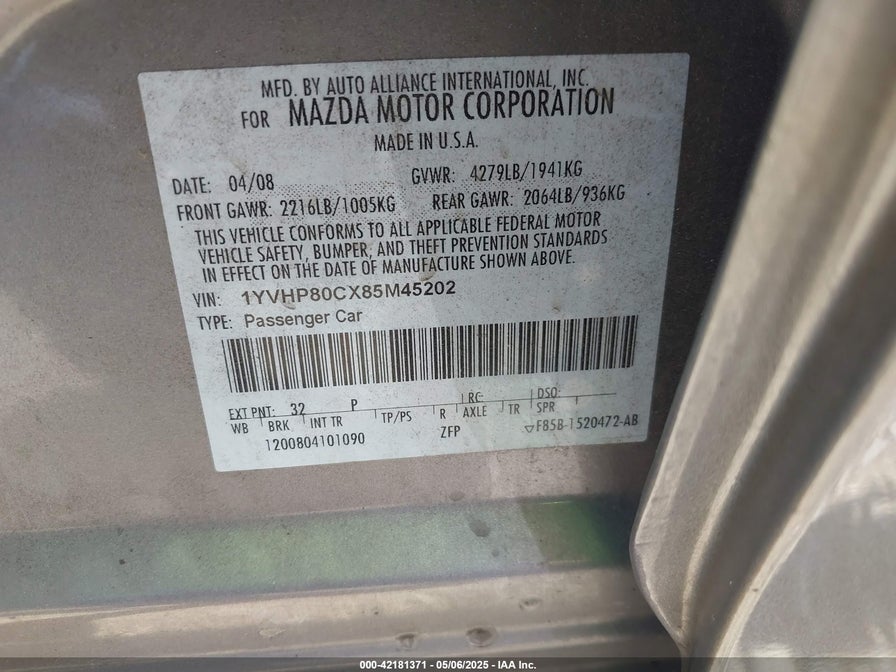 MFD. BY AUTO ALLIANCE INTERNATIONAL, INC.
FOR MAZDA MOTOR CORPORATION
MADE IN U.S.A.
DATE: 04/08 GVWR: 4279LB/1941KG
FRONT GAWR: 2216LB/1005KG REAR GAWR: 2064LB/936KG
THIS VEHICLE CONFORMS TO ALL APPLICABLE FEDERAL MOTOR
VEHICLE SAFETY, BUMPER, AND THEFT PREVENTION STANDARDS
IN EFFECT ON THE DATE OF MANUFACTURE SHOWN ABOVE.
VIN: 1YVHP80CX85M45202
TYPE: Passenger Car
EXT PNT: 32 P RC: DSO:
WB BRK INT TR TP/PS R AXLE TR SPR
1200804101090 ZFP ▽F85B-1520472-AB
000-42181371 - 05/06/2025 - IAA Inc.